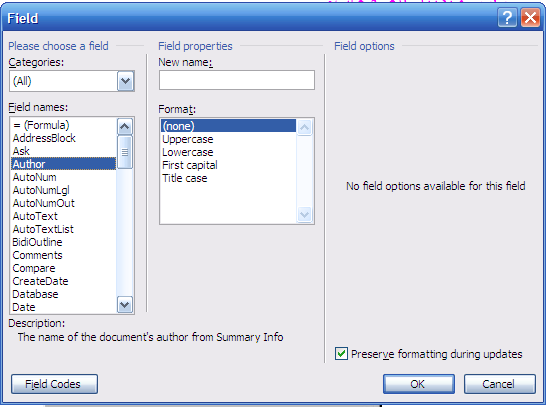 Field
Please choose a field
Categories:
(All)
Field names:
= (Formula)
AddressBlock
Ask
Author
AutoNum
AutoNumLgl
AutoNumOut
AutoText
AutoTextList
BidiOutline
Comments
Compare
CreateDate
Database
Date
Field properties
New name:
Format:
(none)
Uppercase
Lowercase
First capital
Title case
Field options
No field options available for this field
Description:
The name of the document's author from Summary Info
Preserve formatting during updates
Field Codes
OK
Cancel